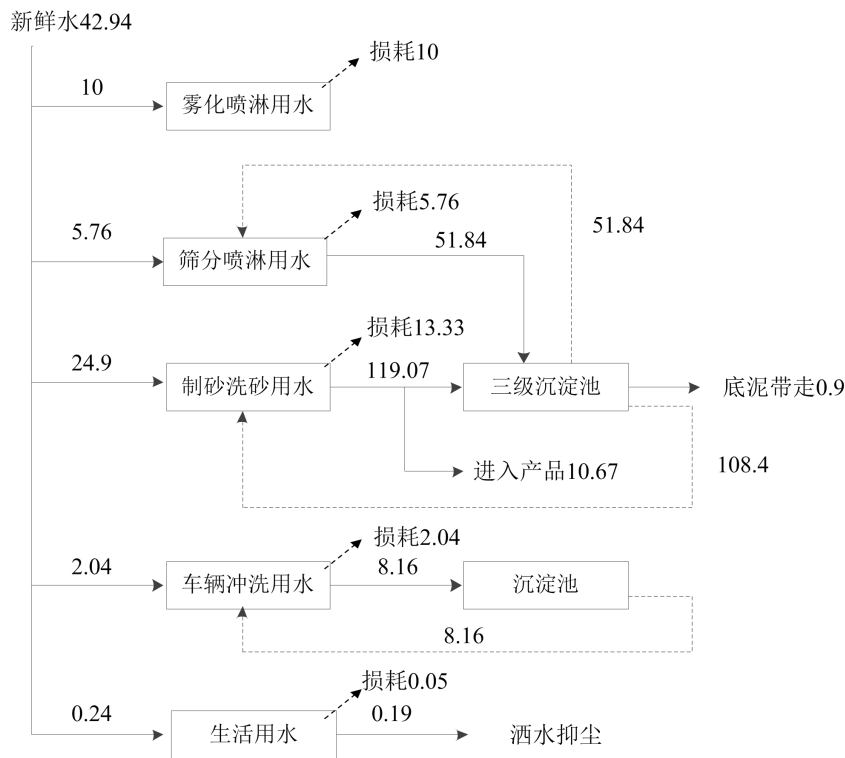 新鲜水42.94
损耗10
10
雾化喷淋用水
损耗5.76
51.84
5.76
51.84
筛分喷淋用水
损耗13.33
24.9
119.07
制砂洗砂用水
三级沉淀池
底泥带走0.9
进入产品10.67
108.4
损耗2.04
2.04
8.16
车辆冲洗用水
沉淀池
8.16
损耗0.05
0.24
0.19
生活用水
洒水抑尘